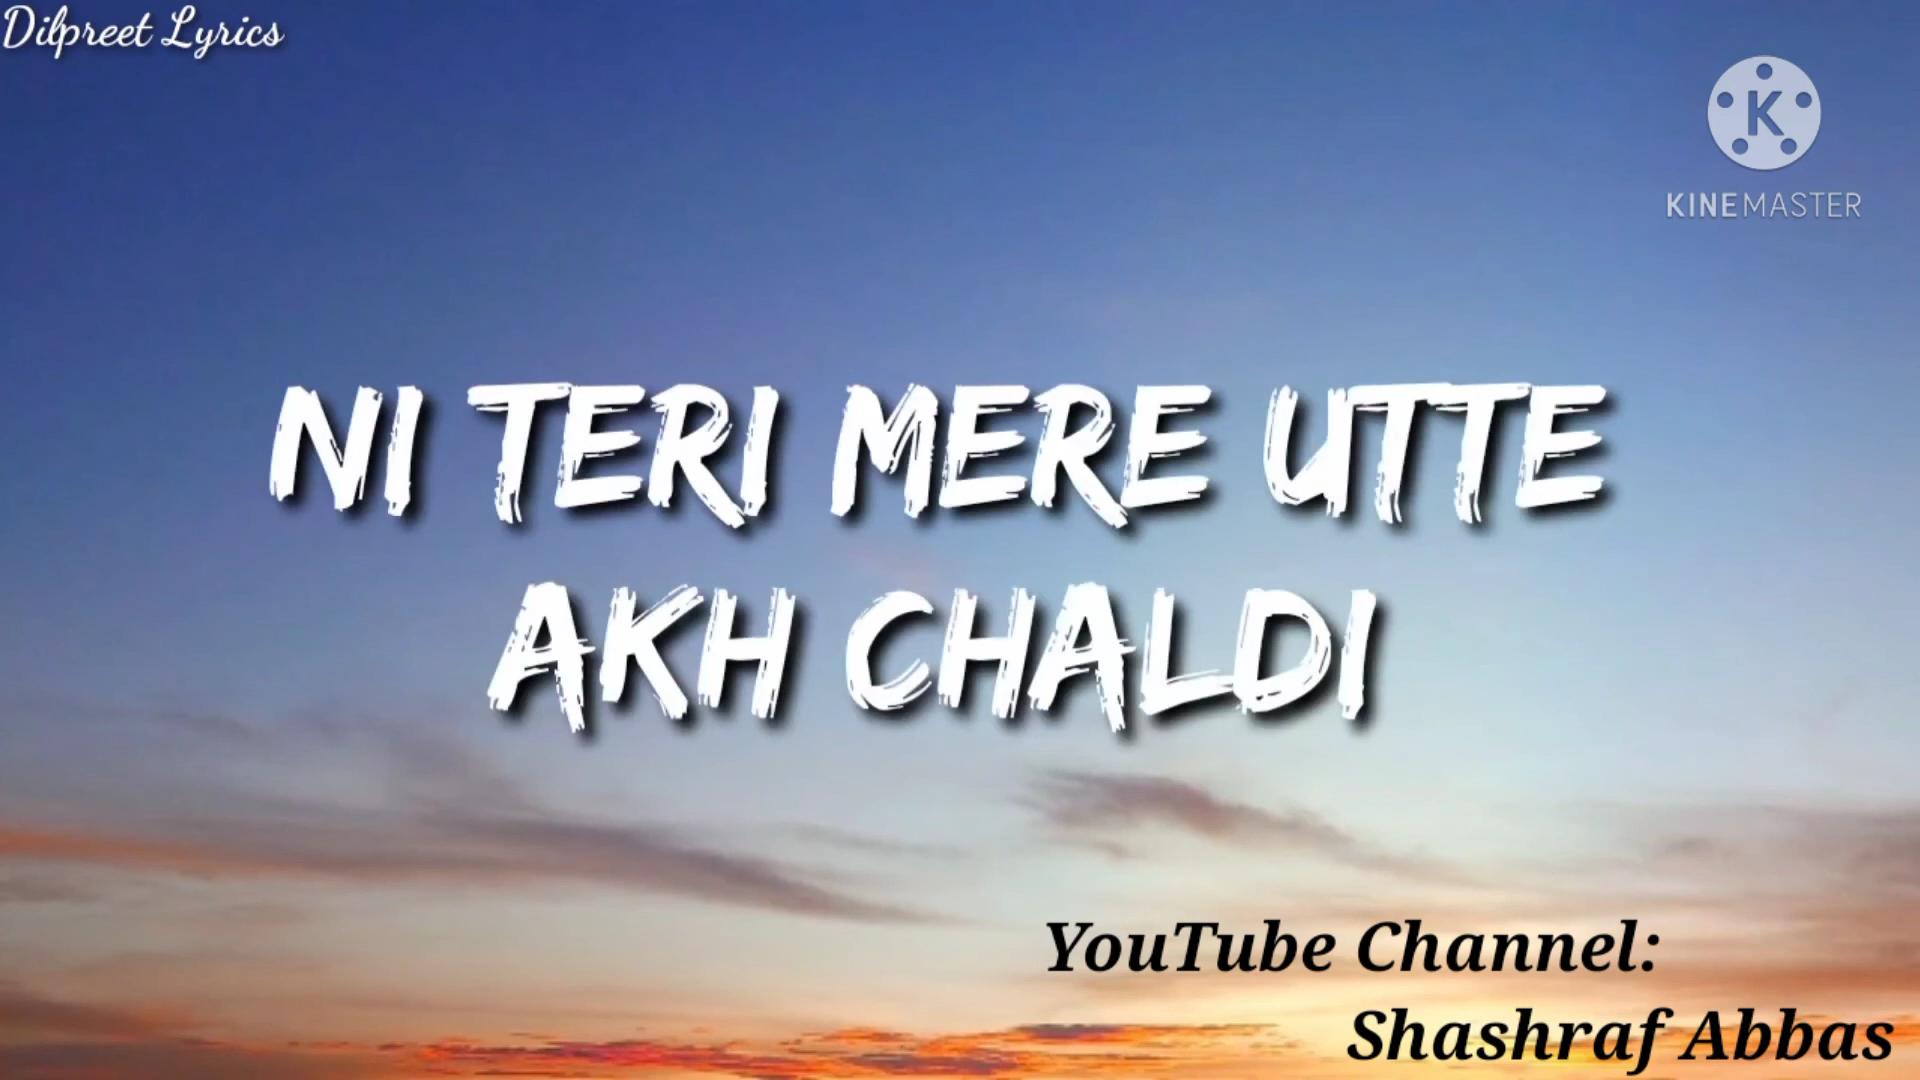 Dilpreet Lyrics
K
KINEMASTER
NI TERI MERE UTTE
AKH CHALDI
YouTube Channel:
Shashraf Abbas